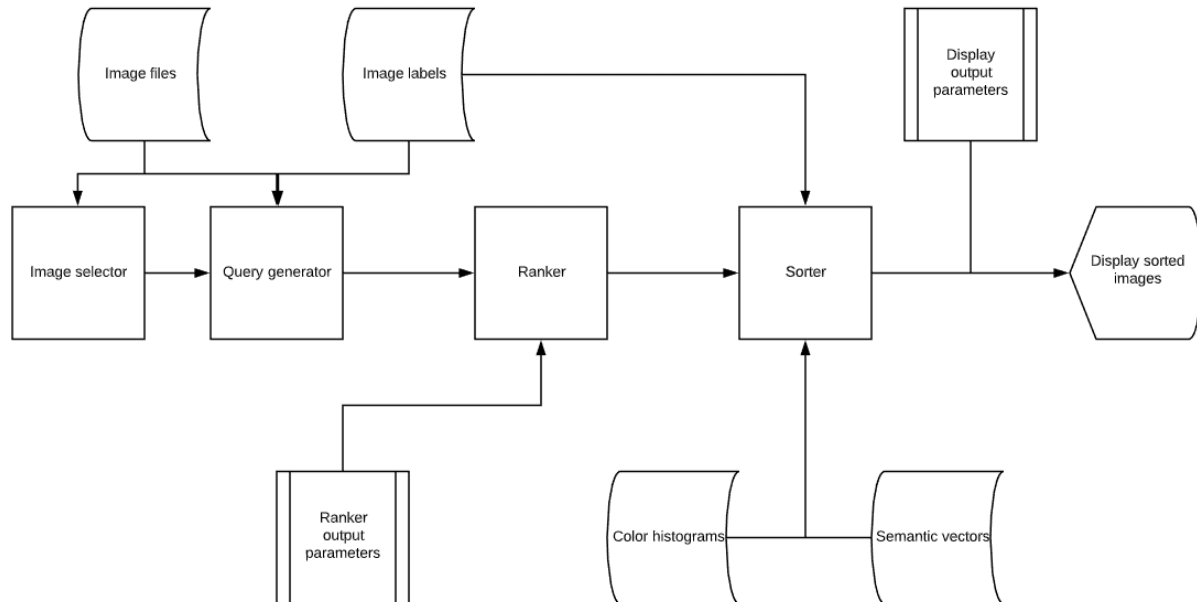 Image files
Image labels
Display
output
parameters
Image selector
Query generator
Ranker
Sorter
Display sorted
images
Ranker
output
parameters
Color histograms
Semantic vectors